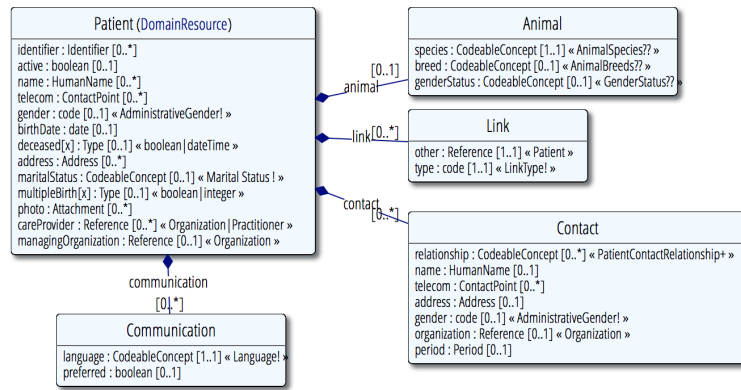 Patient (DomainResource)
identifier : Identifier [0..*]
active : boolean [0..1]
name : HumanName [0..*]
telecom : ContactPoint [0..*]
gender : code [0..1] « AdministrativeGender! »
birthDate : date [0..1]
deceased[x] : Type [0..1] « boolean|dateTime »
address : Address [0..*]
maritalStatus : CodeableConcept [0..1] « Marital Status ! »
multipleBirth[x] : Type [0..1] « boolean|integer »
photo : Attachment [0..*]
careProvider : Reference [0..*] « Organization|Practitioner »
managingOrganization : Reference [0..1] « Organization »
[0..1]
animal
Animal
species : CodeableConcept [1..1] « AnimalSpecies?? »
breed : CodeableConcept [0..1] « AnimalBreeds?? »
genderStatus : CodeableConcept [0..1] « GenderStatus?? »
link
[0..*]
Link
other : Reference [1..1] « Patient »
type : code [1..1] « LinkType! »
contact
[0..*]
Contact
relationship : CodeableConcept [0..*] « PatientContactRelationship+ »
name : HumanName [0..1]
telecom : ContactPoint [0..*]
address : Address [0..1]
gender : code [0..1] « AdministrativeGender! »
organization : Reference [0..1] « Organization »
period : Period [0..1]
communication
[0..*]
Communication
language : CodeableConcept [1..1] « Language! »
preferred : boolean [0..1]